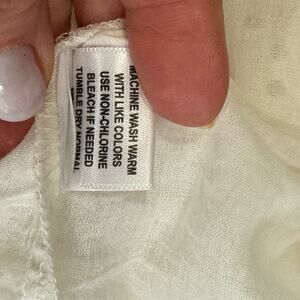 MACHINE WASH WARM
WITH LIKE COLORS
USE NON-CHLORINE
BLEACH IF NEEDED
TUMBLE DRY NORMAL